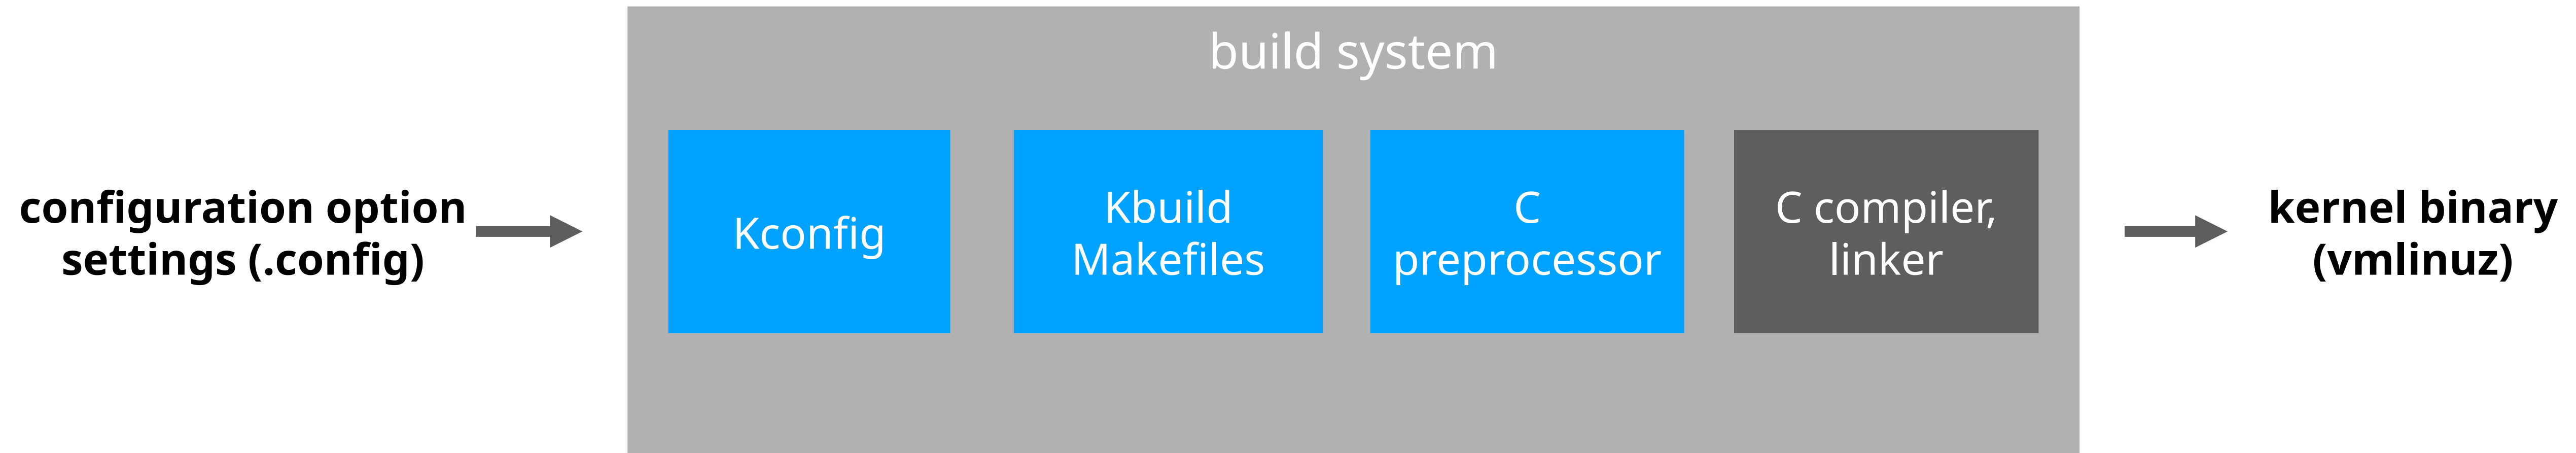 build system
configuration option
settings (.config)
Kconfig
Kbuild
Makefiles
C
preprocessor
C compiler,
linker
kernel binary
(vmlinuz)